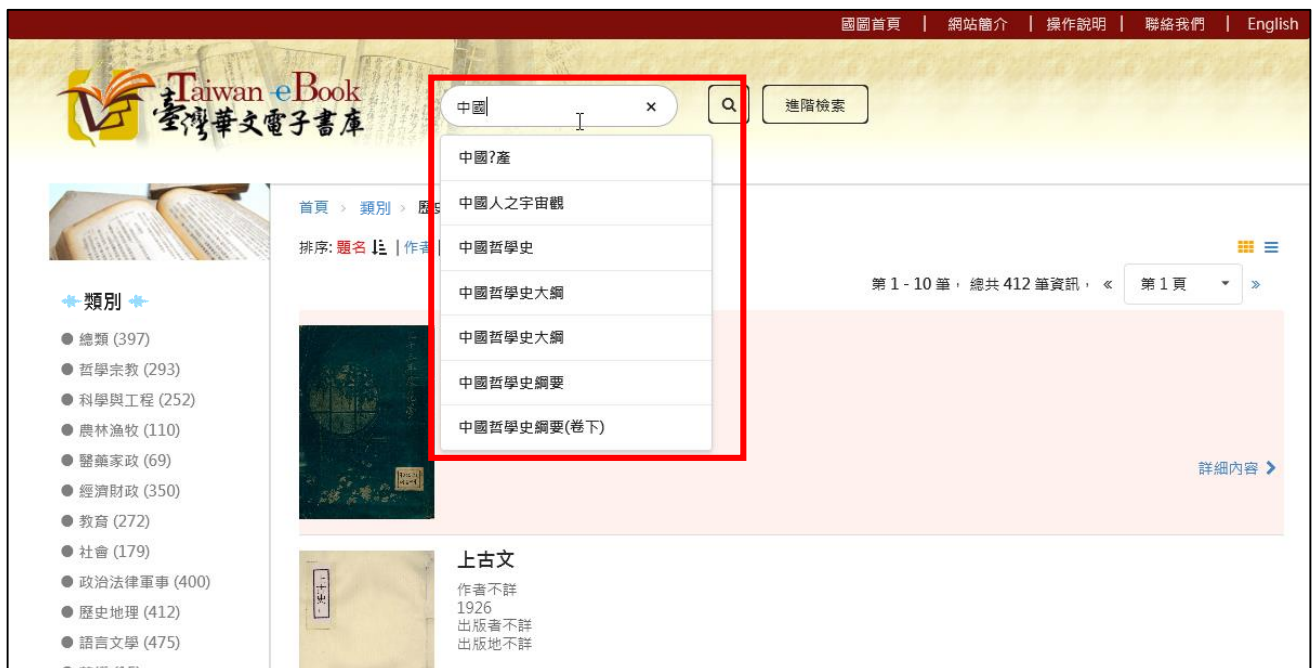 國圖首頁 | 網站簡介 | 操作說明 | 聯絡我們 | English
Taiwan eBook
臺灣華文電子書庫
中國 ×
進階檢索
中國?產
中國人之宇宙觀
中國哲學史
中國哲學史大綱
中國哲學史大綱
中國哲學史綱要
中國哲學史綱要(卷下)
首頁 › 類別 › 歷
排序: 題名 | 作者 |
第 1 - 10 筆, 總共 412 筆資訊, « 第 1 頁 »
類別
總類 (397)
哲學宗教 (293)
科學與工程 (252)
農林漁牧 (110)
醫藥家政 (69)
經濟財政 (350)
教育 (272)
社會 (179)
政治法律軍事 (400)
歷史地理 (412)
語言文學 (475)
詳細內容
上古文
作者不詳
1926
出版者不詳
出版地不詳